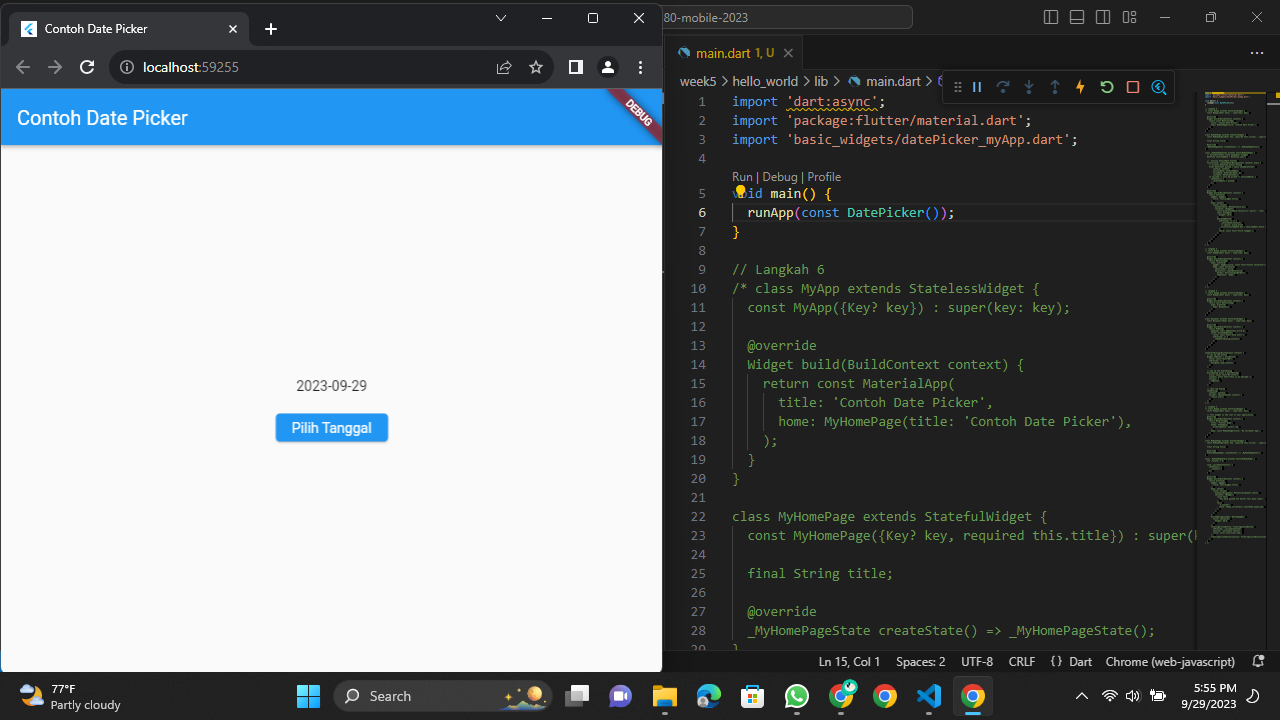 Contoh Date Picker
localhost:59255
Contoh Date Picker
DEBUG
2023-09-29
Pilih Tanggal
80-mobile-2023
main.dart 1, U
week5 > hello_world > lib > main.dart >
1 import 'dart:async';
2 import 'package:flutter/material.dart';
3 import 'basic_widgets/datePicker_myApp.dart';
4
Run | Debug | Profile
5 void main() {
6 runApp(const DatePicker());
7 }
8
9 // Langkah 6
10 /* class MyApp extends StatelessWidget {
11 const MyApp({Key? key}) : super(key: key);
12
13 @override
14 Widget build(BuildContext context) {
15 return const MaterialApp(
16 title: 'Contoh Date Picker',
17 home: MyHomePage(title: 'Contoh Date Picker'),
18 );
19 }
20 }
21
22 class MyHomePage extends StatefulWidget {
23 const MyHomePage({Key? key, required this.title}) : super(
24
25 final String title;
26
27 @override
28 _MyHomePageState createState() => _MyHomePageState();
29 }
Ln 15, Col 1 Spaces: 2 UTF-8 CRLF {} Dart Chrome (web-javascript)
77°F
Partly cloudy
Search
5:55 PM
9/29/2023